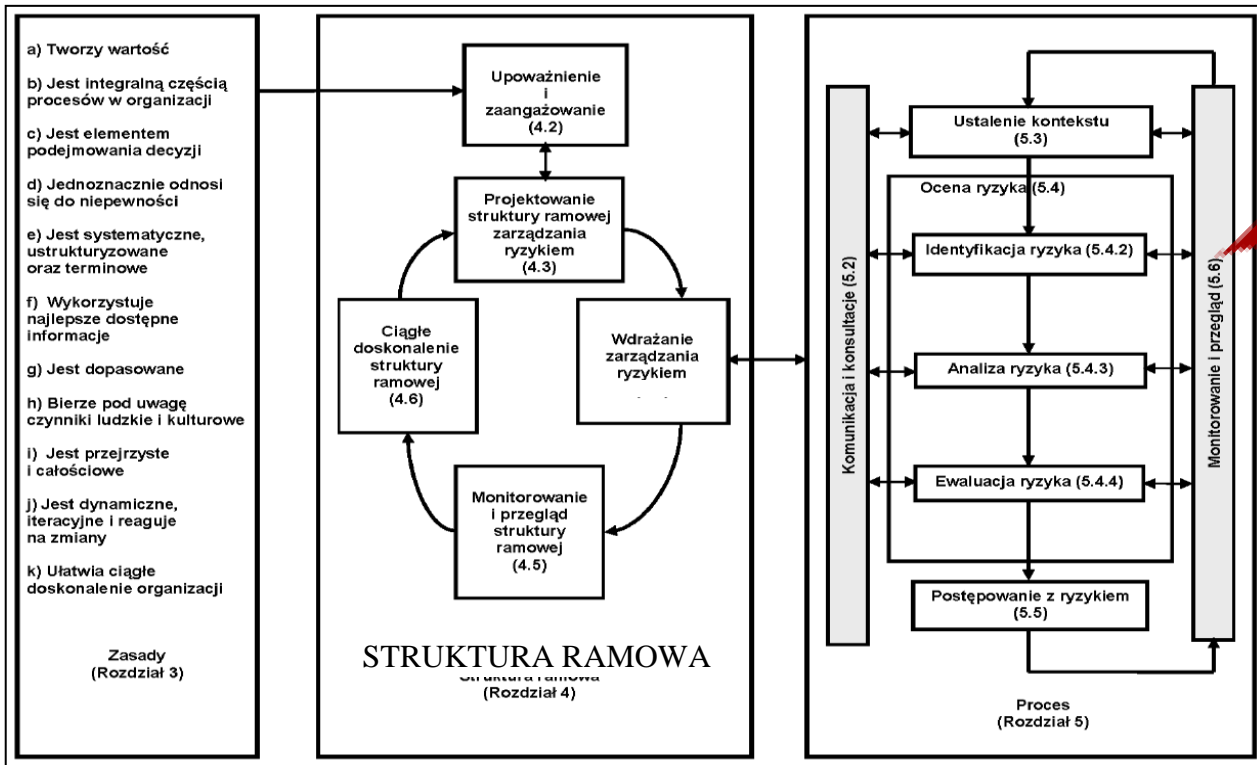 a) Tworzy wartość
b) Jest integralną częścią
procesów w organizacji
c) Jest elementem
podejmowania decyzji
d) Jednoznacznie odnosi
się do niepewności
e) Jest systematyczne,
ustrukturyzowane
oraz terminowe
f) Wykorzystuje
najlepsze dostępne
informacje
g) Jest dopasowane
h) Bierze pod uwagę
czynniki ludzkie i kulturowe
i) Jest przejrzyste
i całościowe
j) Jest dynamiczne,
iteracyjne i reaguje
na zmiany
k) Ułatwia ciągłe
doskonalenie organizacji
Zasady
(Rozdział 3)
Upoważnienie
i
zaangażowanie
(4.2)
Projektowanie
struktury ramowej
zarządzania
ryzykiem
(4.3)
Wdrażanie
zarządzania
ryzykiem
Ciągłe
doskonalenie
struktury
ramowej
(4.6)
Monitorowanie
i przegląd
struktury
ramowej
(4.5)
STRUKTURA RAMOWA
(Rozdział 4)
Komunikacja i konsultacje (5.2)
Ustalenie kontekstu
(5.3)
Ocena ryzyka (5.4)
Identyfikacja ryzyka (5.4.2)
Analiza ryzyka (5.4.3)
Ewaluacja ryzyka (5.4.4)
Postępowanie z ryzykiem
(5.5)
Monitorowanie i przegląd (5.6)
Proces
(Rozdział 5)